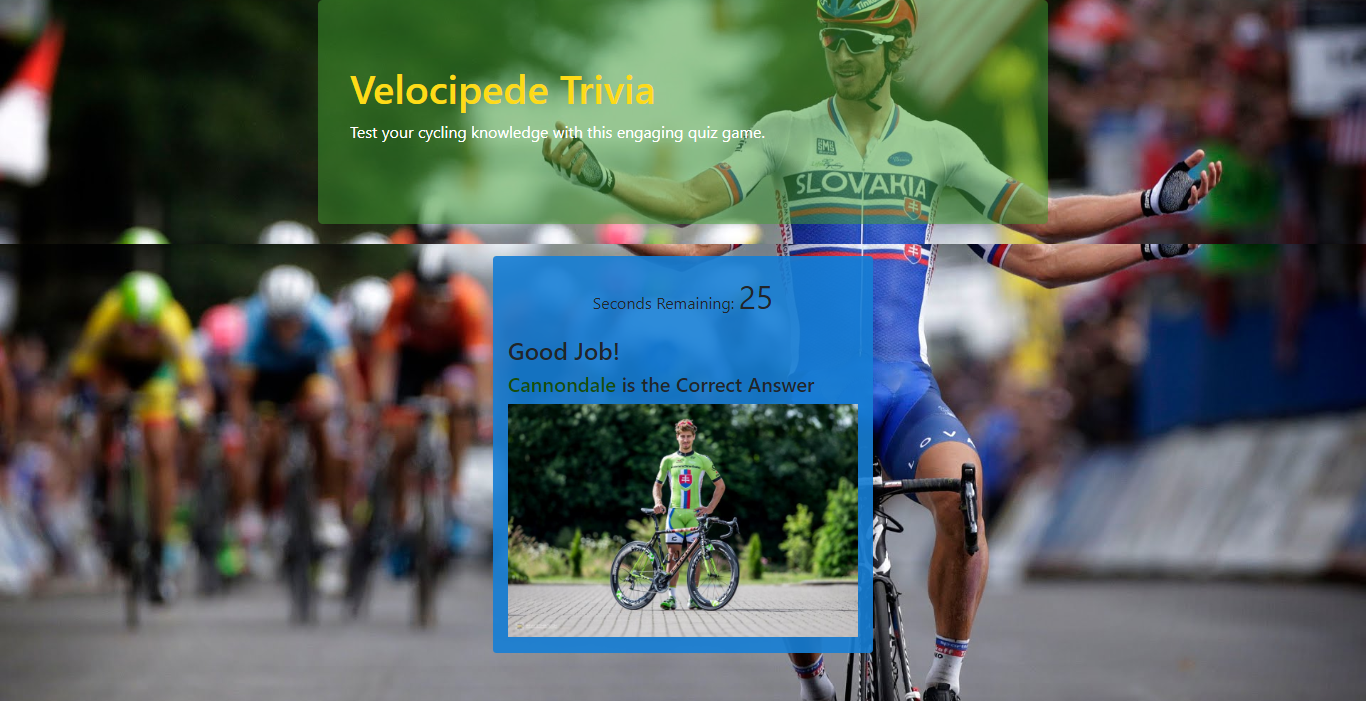 Velocipede Trivia
Test your cycling knowledge with this engaging quiz game.
SLOVAKIA
Seconds Remaining: 25
Good Job!
Cannondale is the Correct Answer